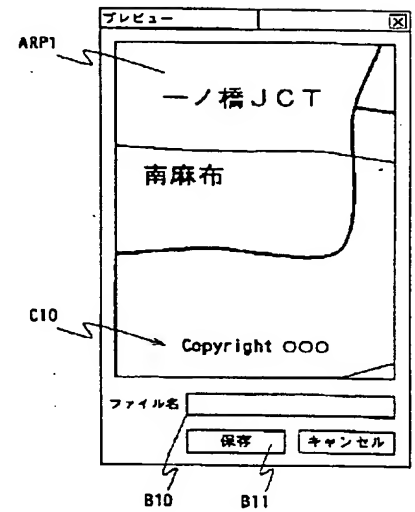 プレビュー
ARP1
一ノ橋JCT
南麻布
C10
Copyright ○○○
ファイル名
保存 キャンセル
B10 B11